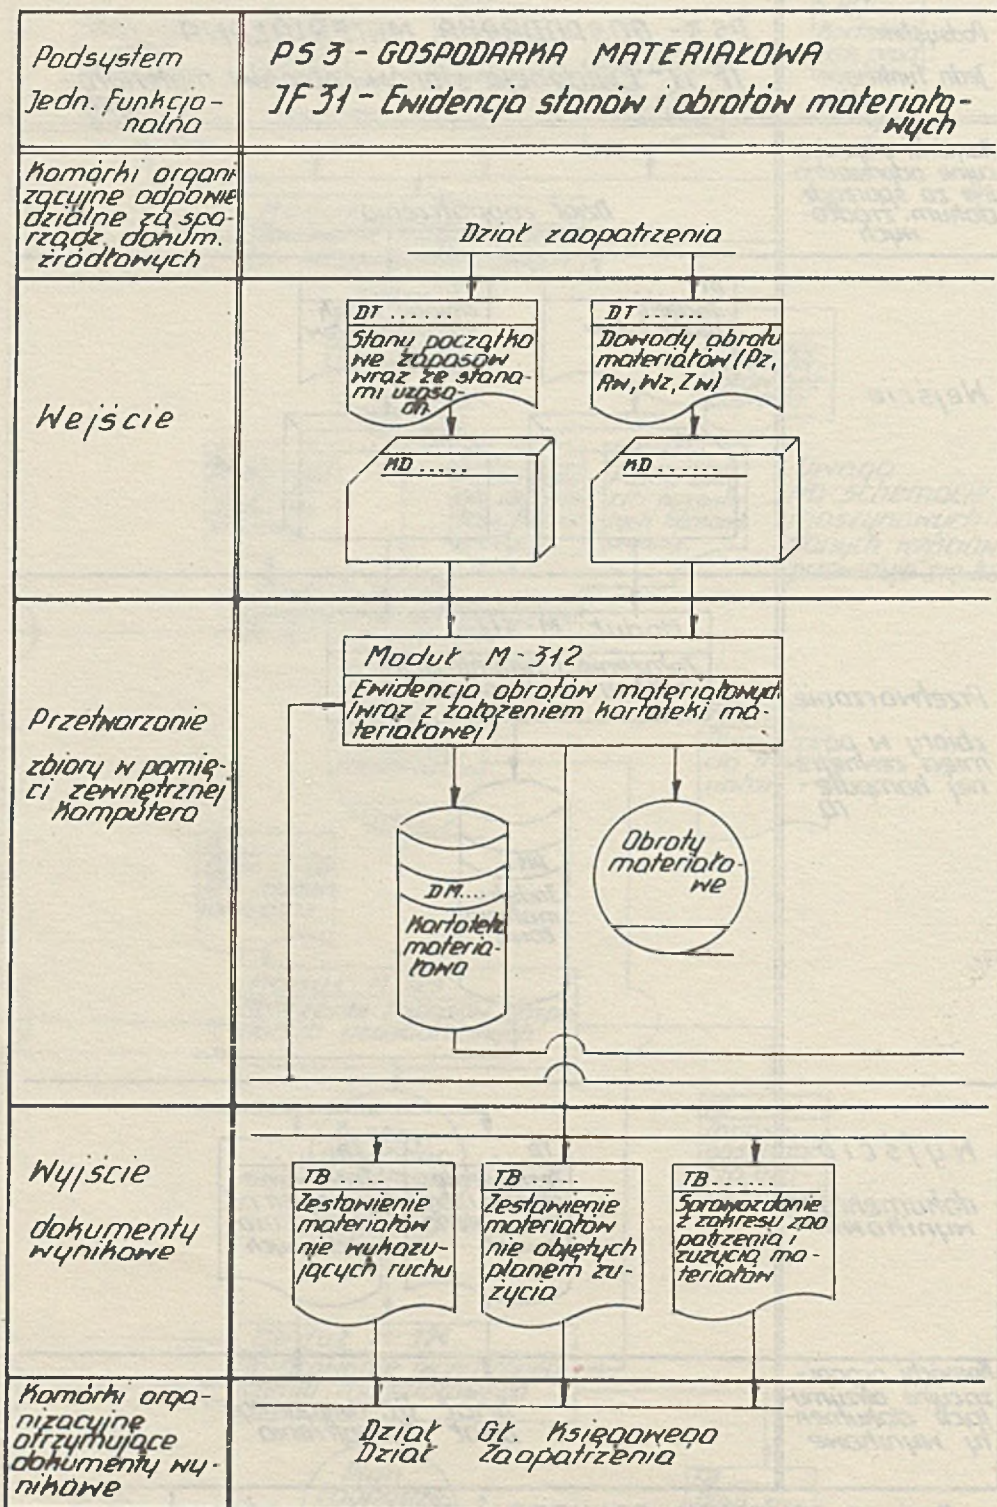 Podsystem
PS 3 - GOSPODARKA MATERIAŁOWA
Jedn. funkcjo-
nalna
JF 31 - Ewidencja stanów i obrotów materiało-
wych
Komórki organi
zacyjne odpowie
dzialne za spo-
rządz. dokum.
źródłowych
Dział zaopatrzenia
Wejście
DT ......
Stany początko
we zapasów
wraz ze stana-
mi uzasa-
dn.
DT ......
Dowody obrotu
materiałów (Pz,
Rw, Wz, Zw)
KD .....
KD ......
Przetwarzanie
zbiory w pamię-
ci zewnętrznej
komputera
Moduł M-312
Ewidencja obrotów materiałowych
(wraz z założeniem kartoteki ma-
teriałowej)
DM....
Kartoteka
materia-
łowa
Obroty
materiało-
we
Wyjście
dokumenty
wynikowe
TB......
Zestawienie
materiałów
nie wykazu-
jących ruchu
TB......
Zestawienie
materiałów
nie objętych
planem zu-
życia
TB......
Sprawozdanie
z zakresu zao
patrzenia i
zużycia ma-
teriałów
Komórki orga-
nizacyjne
otrzymujące
dokumenty wy-
nikowe
Dział Gł. Księgowego
Dział Zaopatrzenia